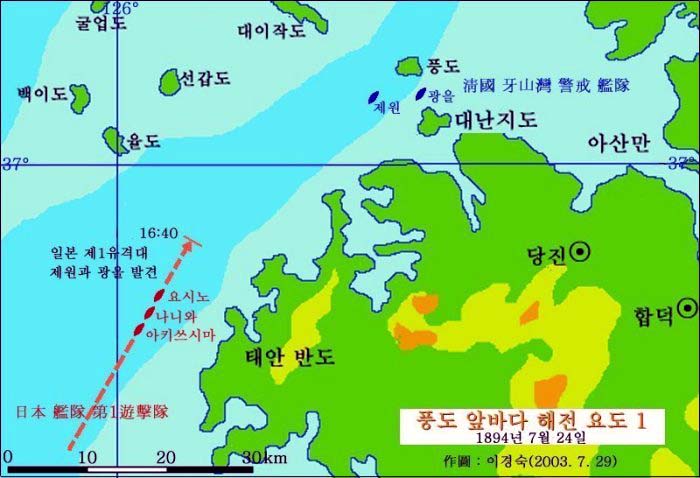 126°
굴업도
대이작도
풍도
선갑도
백이도
淸國 牙山灣 警戒 艦隊
제원
광을
대난지도
율도
아산만
37°
37°
16:40
일본 제1유격대
제원과 광을 발견
당진
요시노
나니와
아키쓰시마
합덕
태안 반도
日本 艦隊 第1遊擊隊
풍도 앞바다 해전 요도 1
1894년 7월 24일
0 10 20 30km
作圖 : 이경숙(2003. 7. 29)